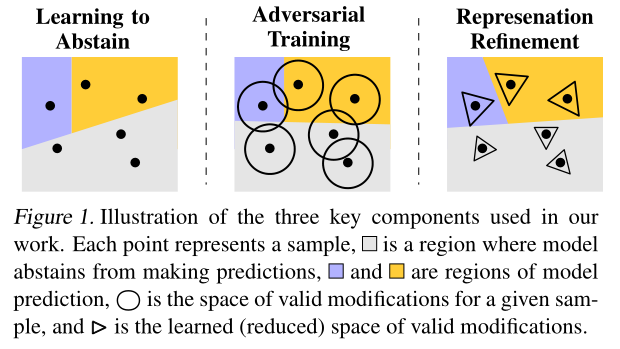 Learning to
Abstain
Adversarial
Training
Represenation
Refinement
Figure 1. Illustration of the three key components used in our
work. Each point represents a sample, is a region where model
abstains from making predictions, and are regions of model
prediction, is the space of valid modifications for a given sam-
ple, and is the learned (reduced) space of valid modifications.